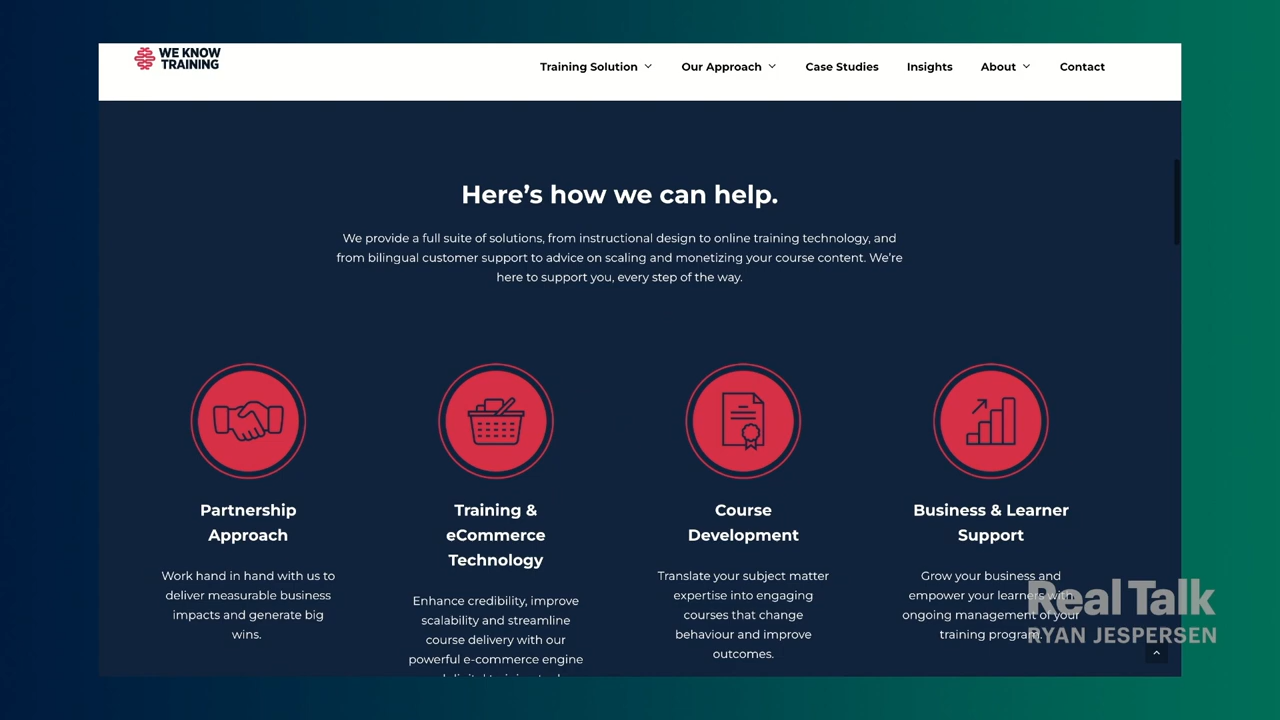 WE KNOW
TRAINING
Training Solution
Our Approach
Case Studies
Insights
About
Contact
Here’s how we can help.
We provide a full suite of solutions, from instructional design to online training technology, and
from bilingual customer support to advice on scaling and monetizing your course content. We’re
here to support you, every step of the way.
Partnership
Approach
Work hand in hand with us to
deliver measurable business
impacts and generate big
wins.
Training &
eCommerce
Technology
Enhance credibility, improve
scalability and streamline
course delivery with our
powerful e-commerce engine
Course
Development
Translate your subject matter
expertise into engaging
courses that change
behaviour and improve
outcomes.
Business & Learner
Support
Grow your business and
empower your learners with
ongoing management of your
training program.
Real Talk
RYAN JESPERSEN